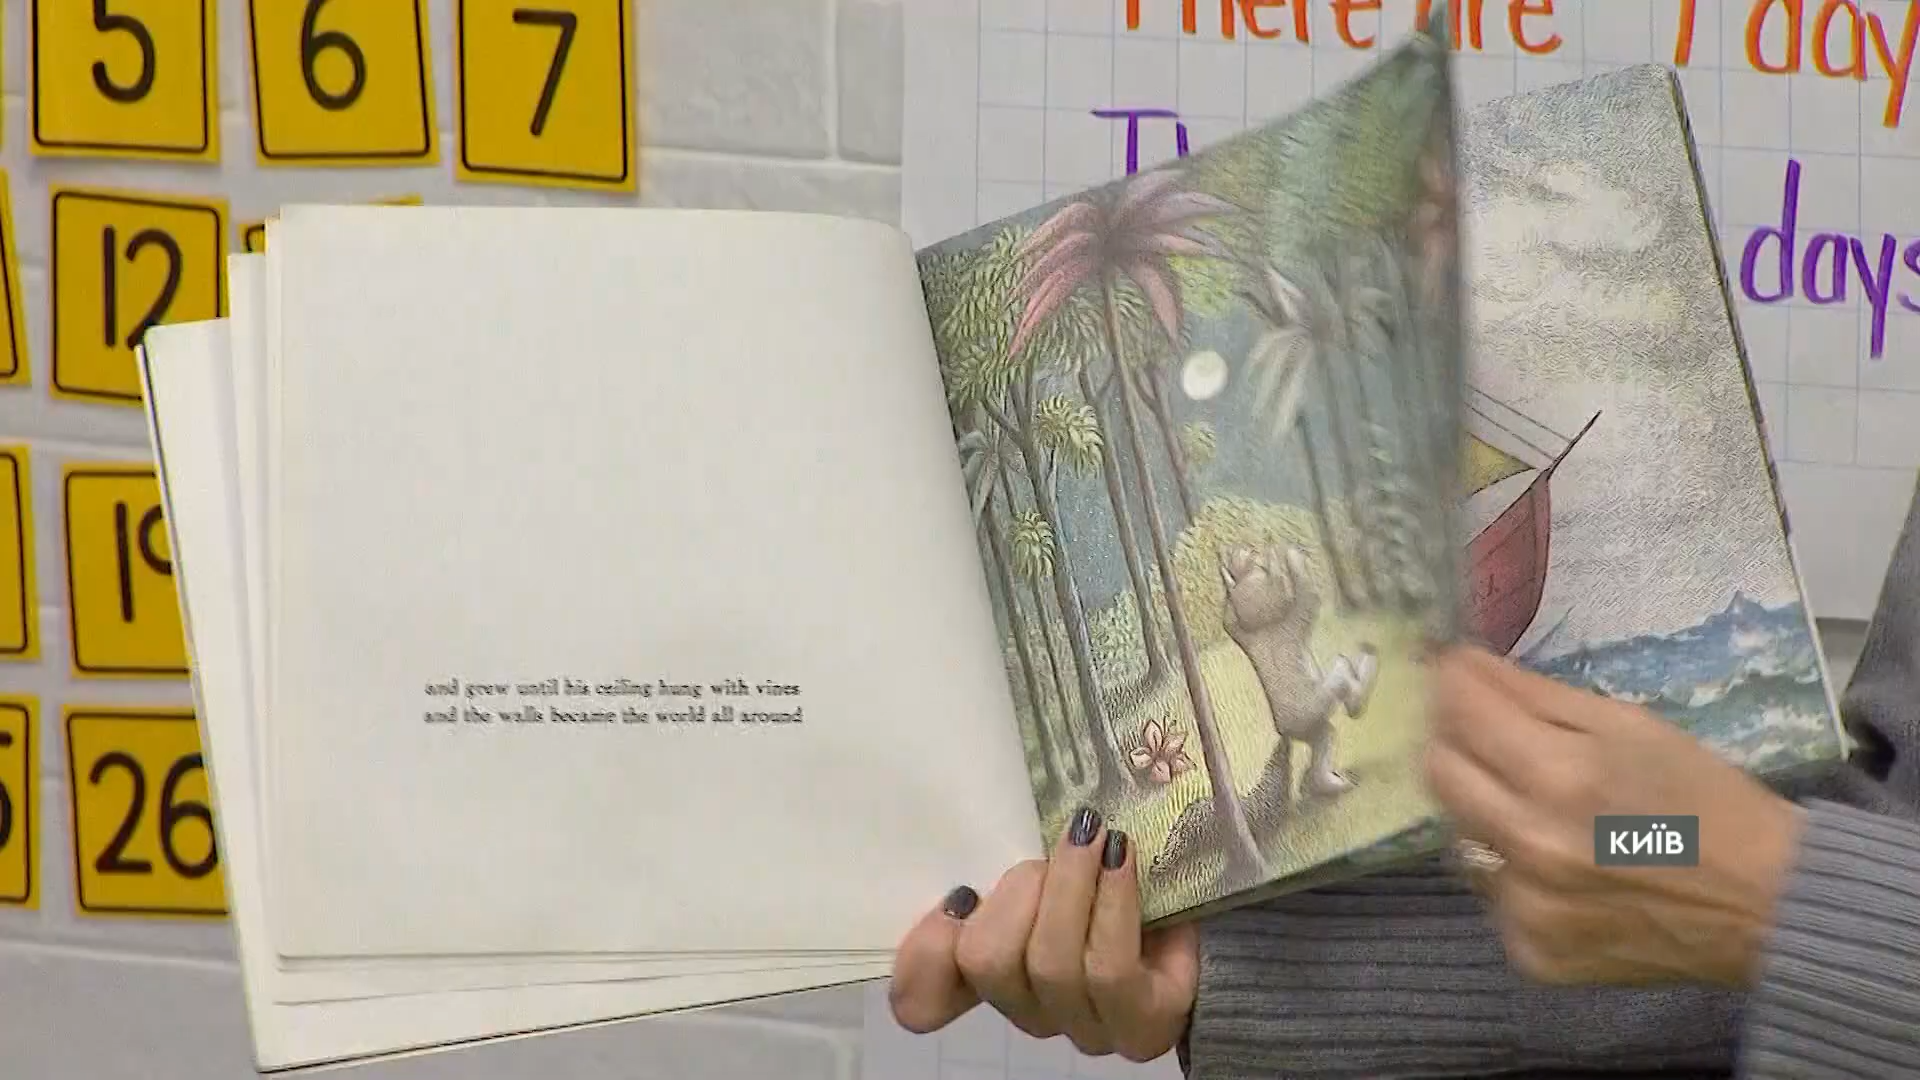 5
6
7
12
19
26
There are 7 day
days
and grew until his ceiling hung with vines
and the walls became the world all around
КИЇВ